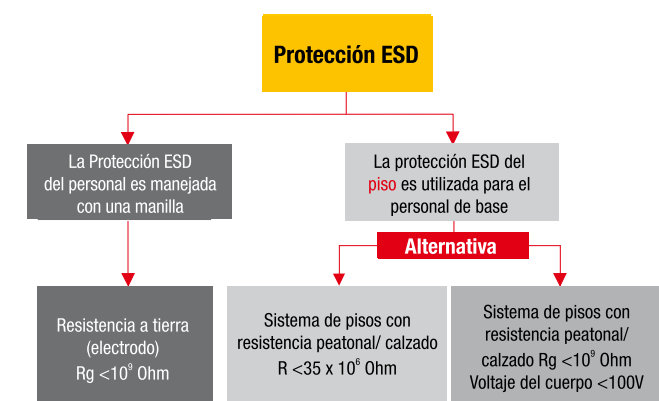 Protección ESD
La Protección ESD
del personal es manejada
con una manilla
La protección ESD del
piso es utilizada para el
personal de base
Alternativa
Resistencia a tierra
(electrodo)
Rg <10⁹ Ohm
Sistema de pisos con
resistencia peatonal/ calzado
R <35 x 10⁶ Ohm
Sistema de pisos con
resistencia peatonal/
calzado Rg <10⁹ Ohm
Voltaje del cuerpo <100V